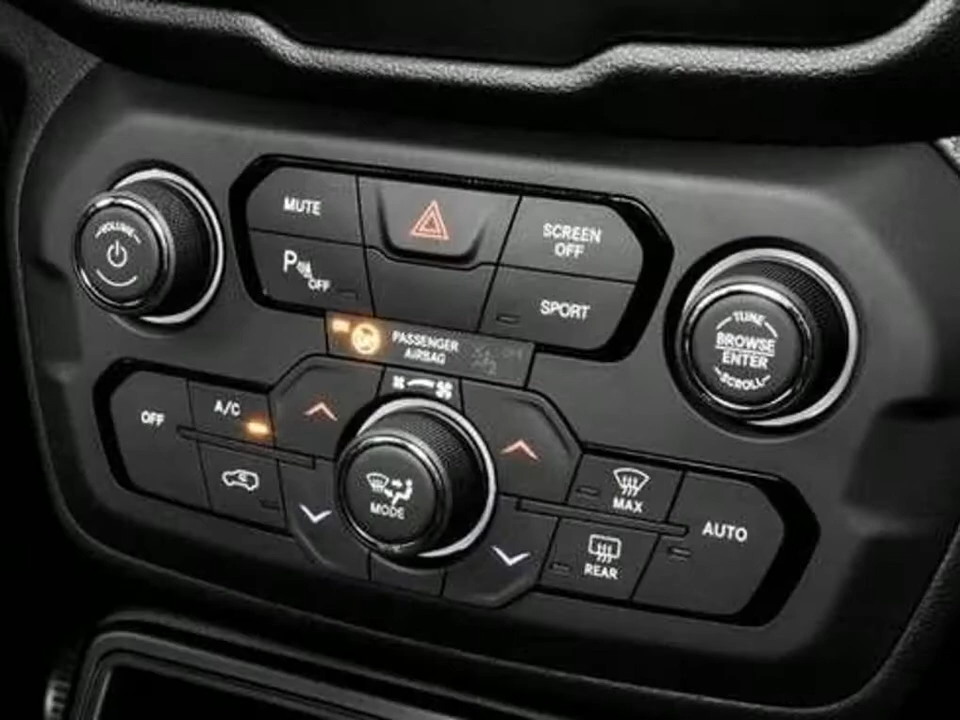 VOLUME
MUTE
SCREEN
OFF
P
OFF
SPORT
TUNE
BROWSE
ENTER
SCROLL
PASSENGER
AIRBAG
OFF
A/C
MODE
MAX
AUTO
REAR